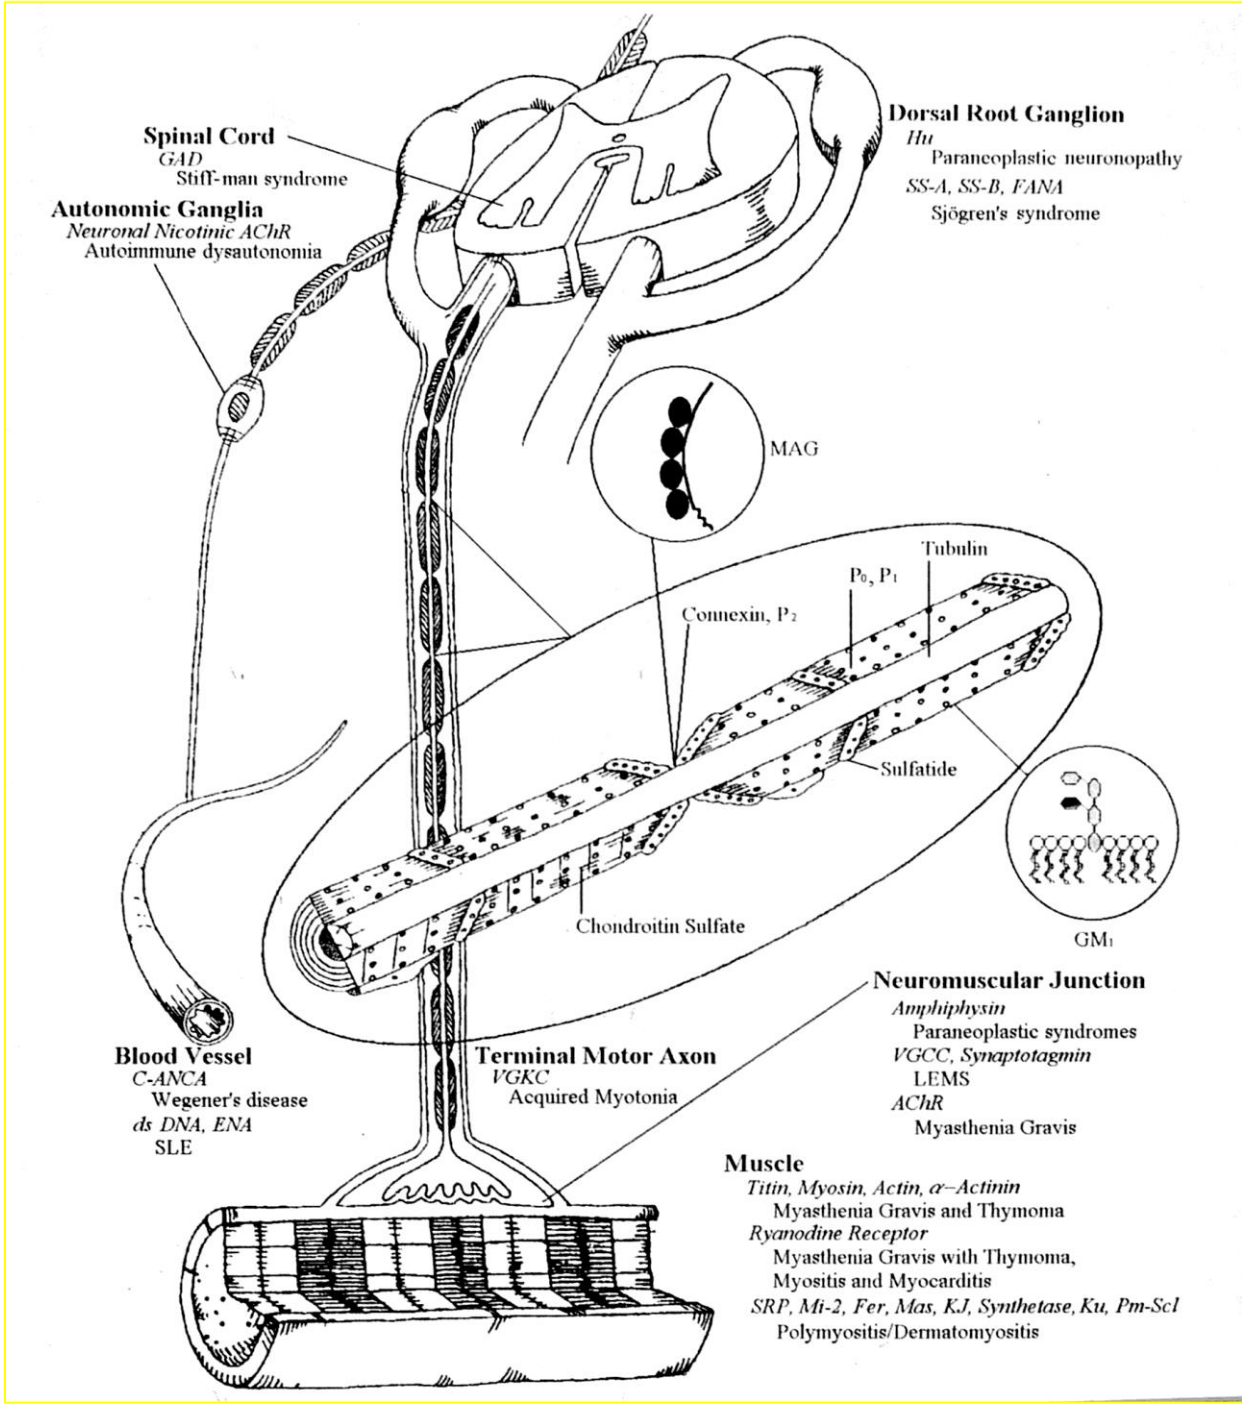 Spinal Cord
GAD
Stiff-man syndrome
Autonomic Ganglia
Neuronal Nicotinic AChR
Autoimmune dysautonomia
Dorsal Root Ganglion
Hu
Paraneoplastic neuronopathy
SS-A, SS-B, FANA
Sjögren's syndrome
MAG
Tubulin
P₀, P₁
Connexin, P₂
Sulfatide
Chondroitin Sulfate
GM₁
Neuromuscular Junction
Amphiphysin
Paraneoplastic syndromes
VGCC, Synaptotagmin
LEMS
AChR
Myasthenia Gravis
Blood Vessel
C-ANCA
Wegener's disease
ds DNA, ENA
SLE
Terminal Motor Axon
VGKC
Acquired Myotonia
Muscle
Titin, Myosin, Actin, α-Actinin
Myasthenia Gravis and Thymoma
Ryanodine Receptor
Myasthenia Gravis with Thymoma,
Myositis and Myocarditis
SRP, Mi-2, Fer, Mas, KJ, Synthetase, Ku, Pm-Scl
Polymyositis/Dermatomyositis